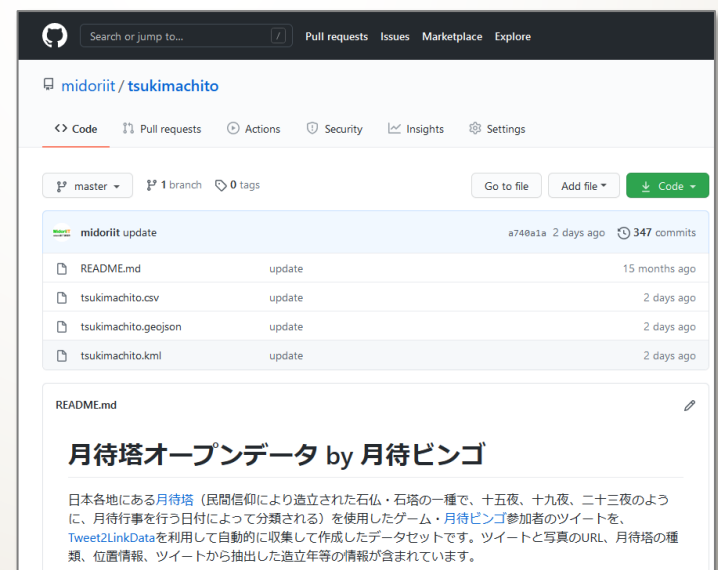 Search or jump to... / Pull requests Issues Marketplace Explore
midoriit / tsukimachito
<> Code Pull requests Actions Security Insights Settings
master 1 branch 0 tags Go to file Add file Code
midoriit update a740a1a 2 days ago 347 commits
README.md update 15 months ago
tsukimachito.csv update 2 days ago
tsukimachito.geojson update 2 days ago
tsukimachito.kml update 2 days ago
README.md
月待塔オープンデータ by 月待ビンゴ
日本各地にある月待塔（民間信仰により造立された石仏・石塔の一種で、十五夜、十九夜、二十三夜のよう
に、月待行事を行う日付によって分類される）を使用したゲーム・月待ビンゴ参加者のツイートを、
Tweet2LinkDataを利用して自動的に収集して作成したデータセットです。ツイートと写真のURL、月待塔の種
類、位置情報、ツイートから抽出した造立年等の情報が含まれています。